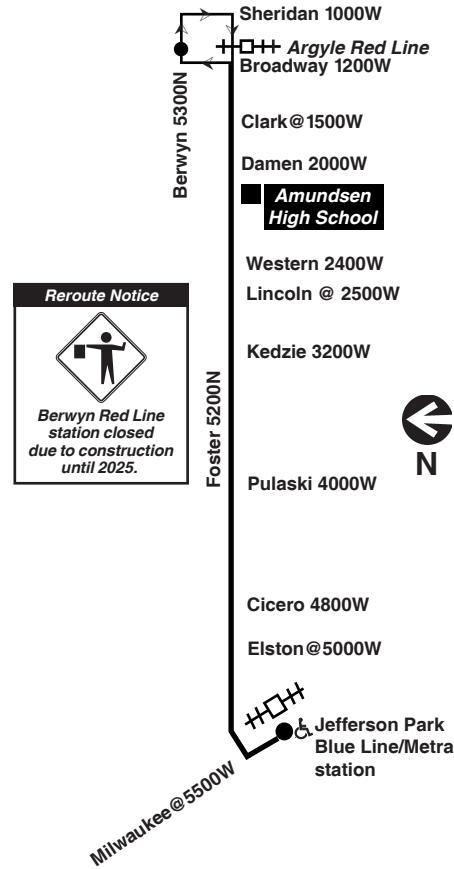 Sheridan 1000W
Argyle Red Line
Broadway 1200W
Berwyn 5300N
Clark@1500W
Damen 2000W
Amundsen
High School
Western 2400W
Lincoln @ 2500W
Reroute Notice
Berwyn Red Line
station closed
due to construction
until 2025.
Kedzie 3200W
Foster 5200N
N
Pulaski 4000W
Cicero 4800W
Elston@5000W
Jefferson Park
Blue Line/Metra
station
Milwaukee@5500W